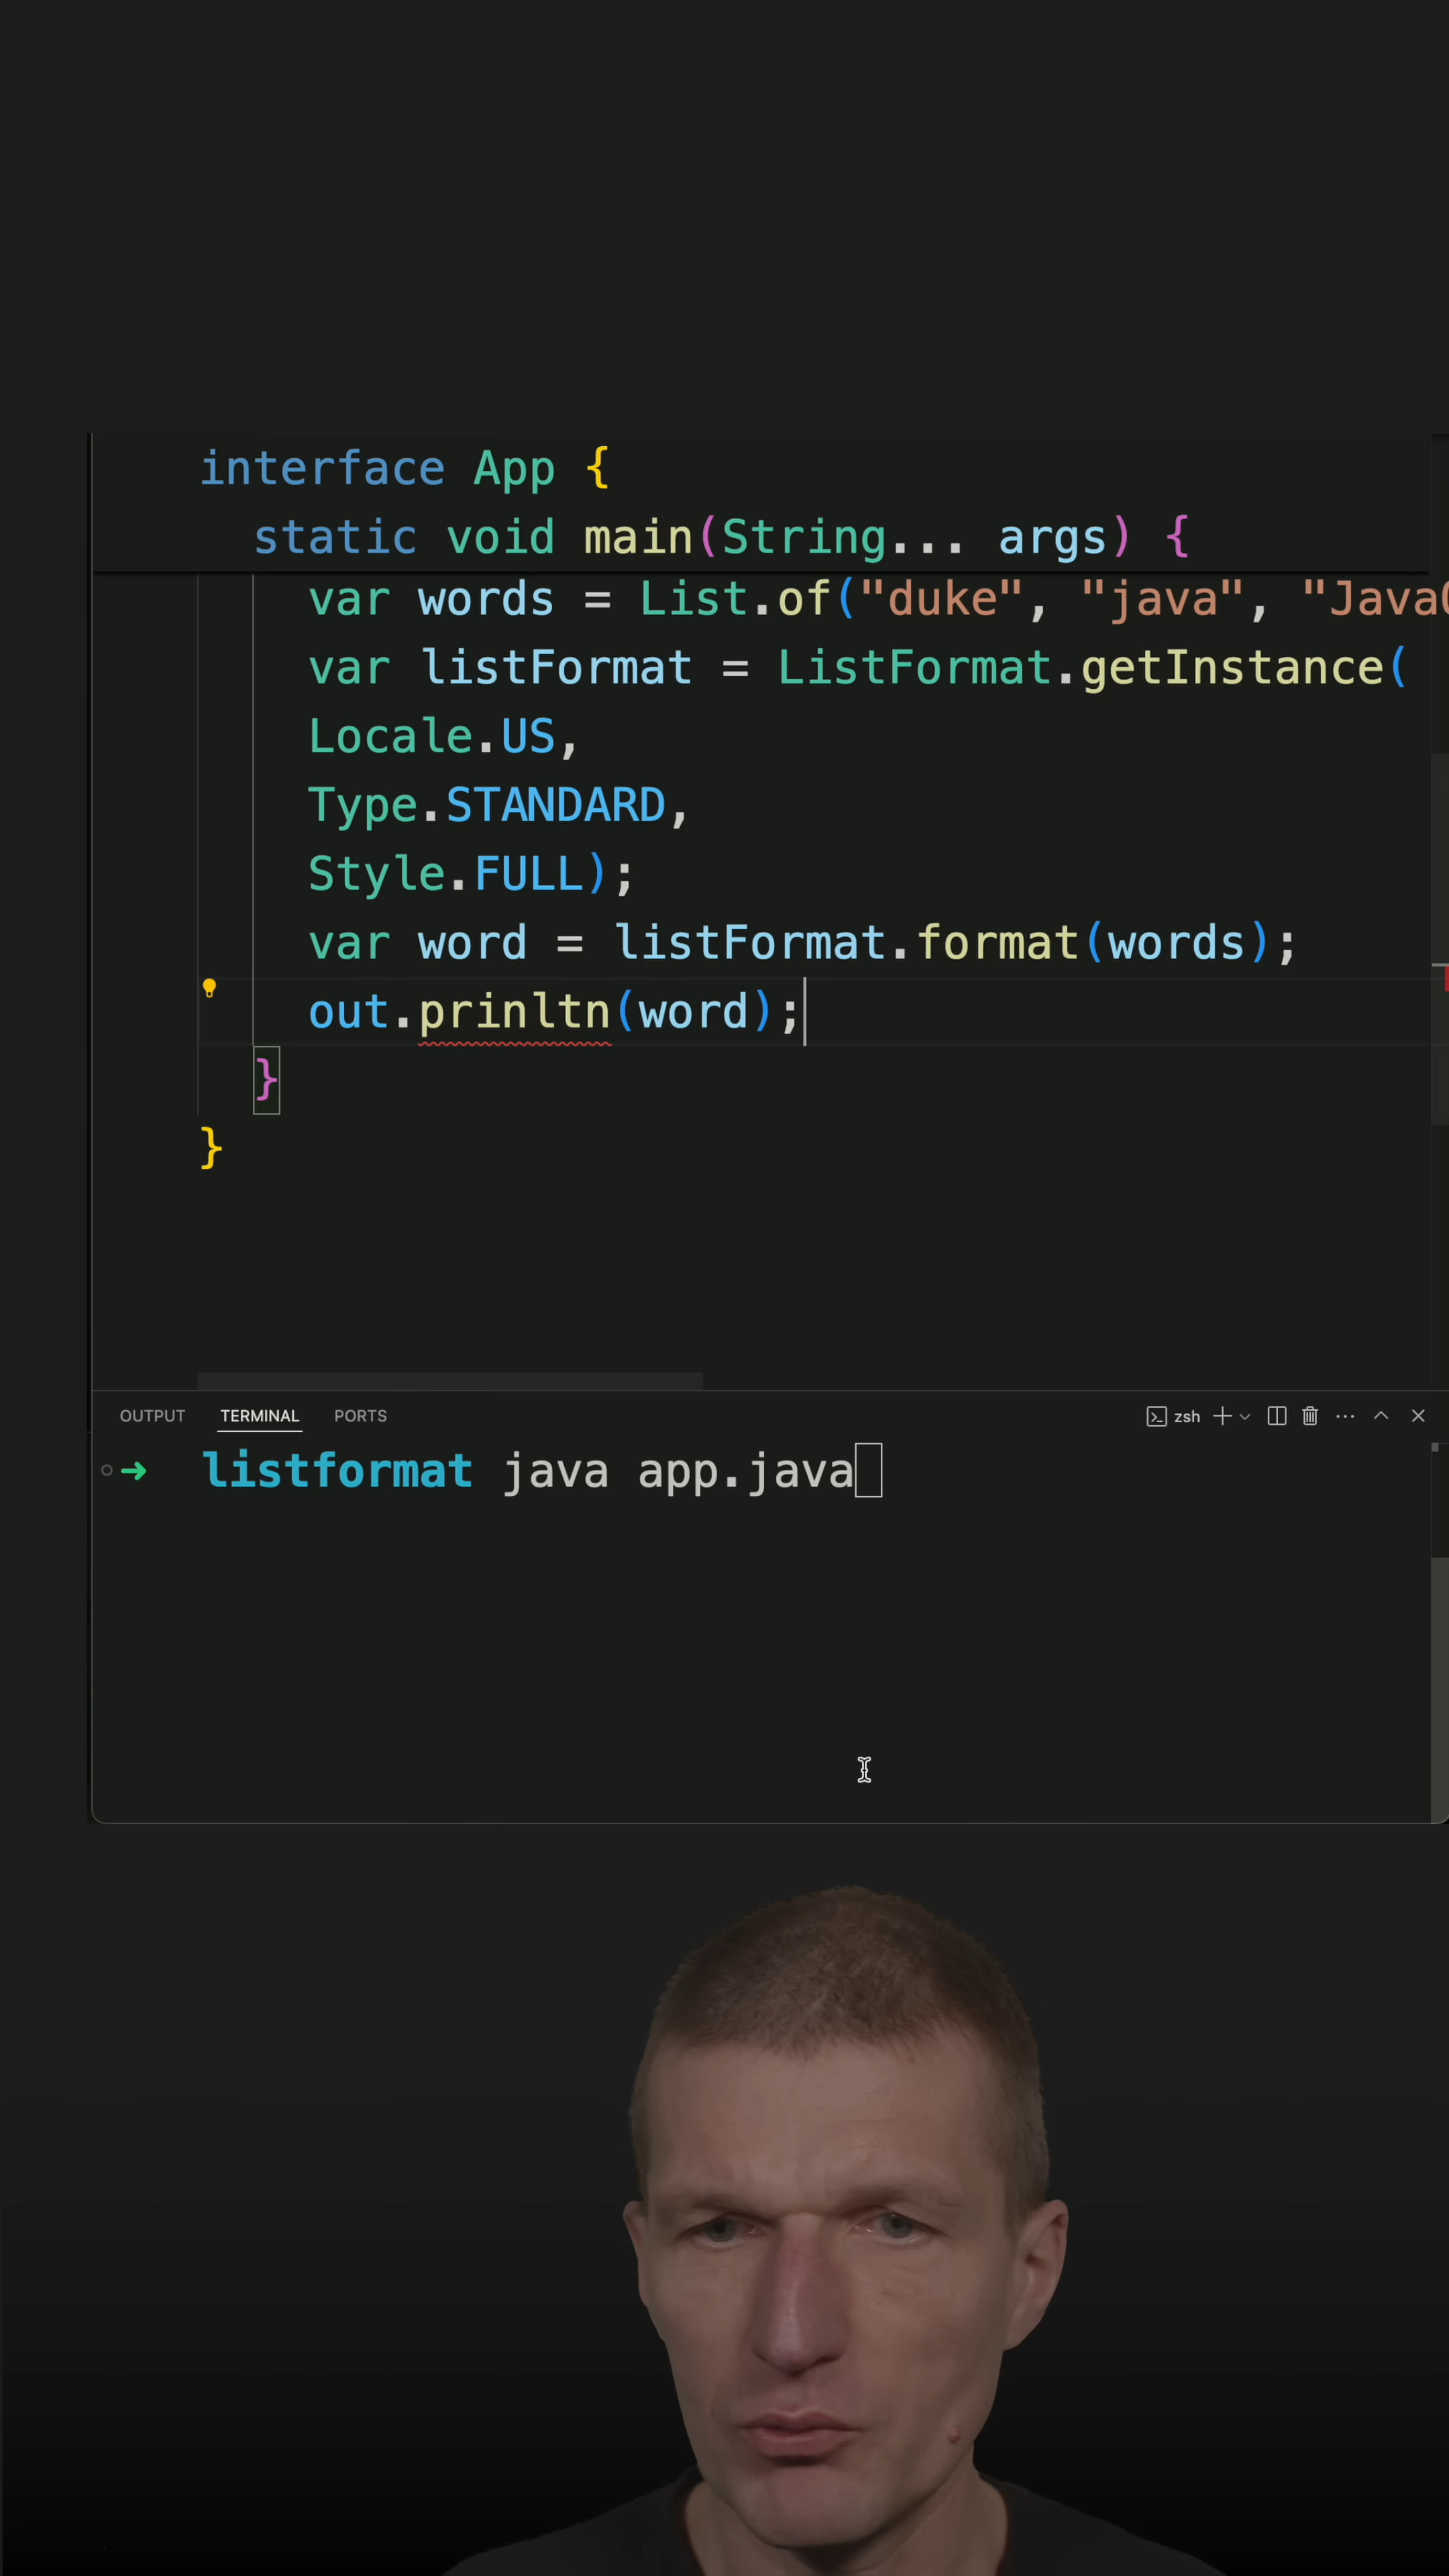 interface App {
static void main(String... args) {
var words = List.of("duke", "java", "Java
var listFormat = ListFormat.getInstance(
Locale.US,
Type.STANDARD,
Style.FULL);
var word = listFormat.format(words);
out.prinltn(word);
}
}
OUTPUT TERMINAL PORTS zsh
listformat java app.java